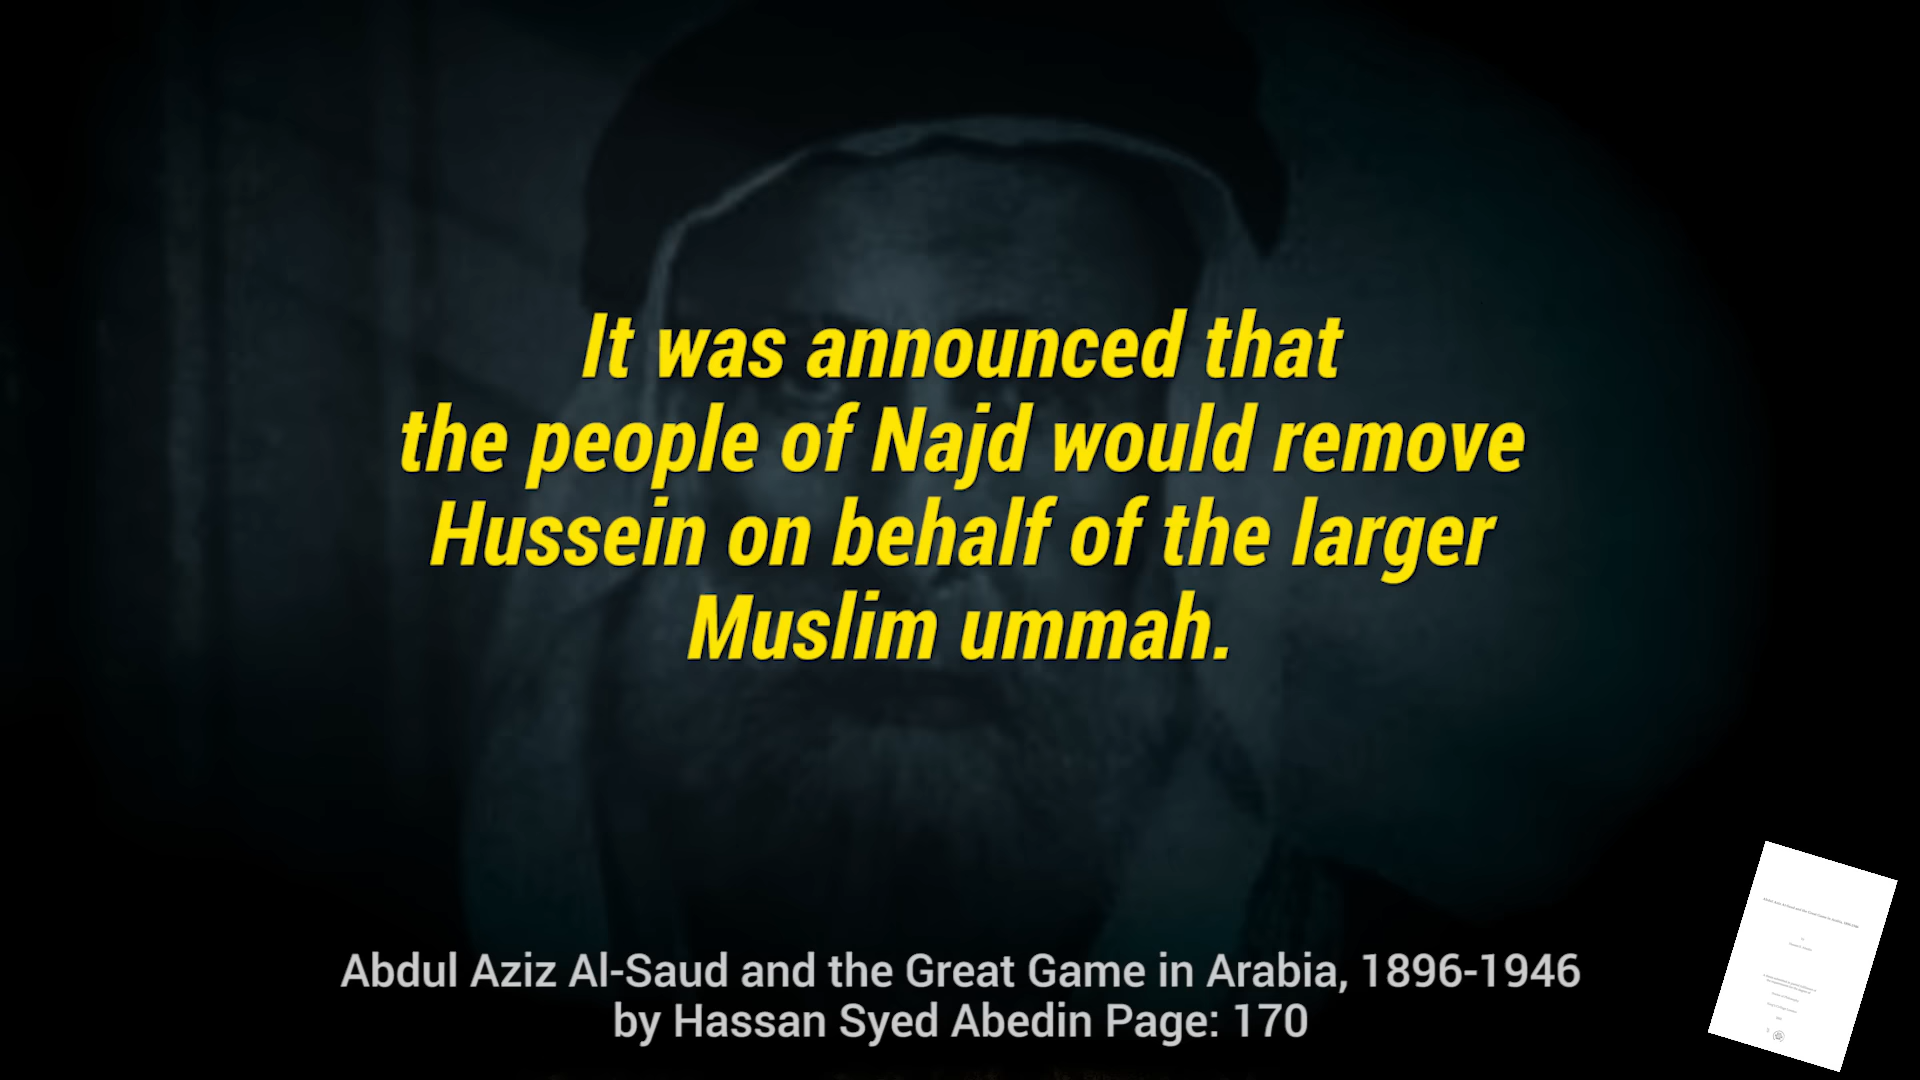 It was announced that
the people of Najd would remove
Hussein on behalf of the larger
Muslim ummah.
Abdul Aziz Al-Saud and the Great Game in Arabia, 1896-1946
by Hassan Syed Abedin Page: 170